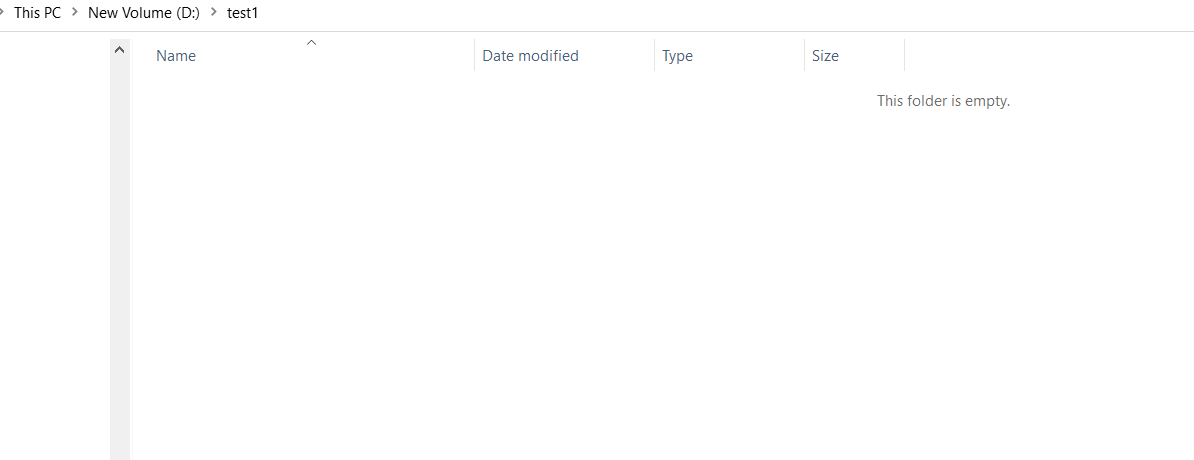 This PC > New Volume (D:) > test1
Name Date modified Type Size
This folder is empty.